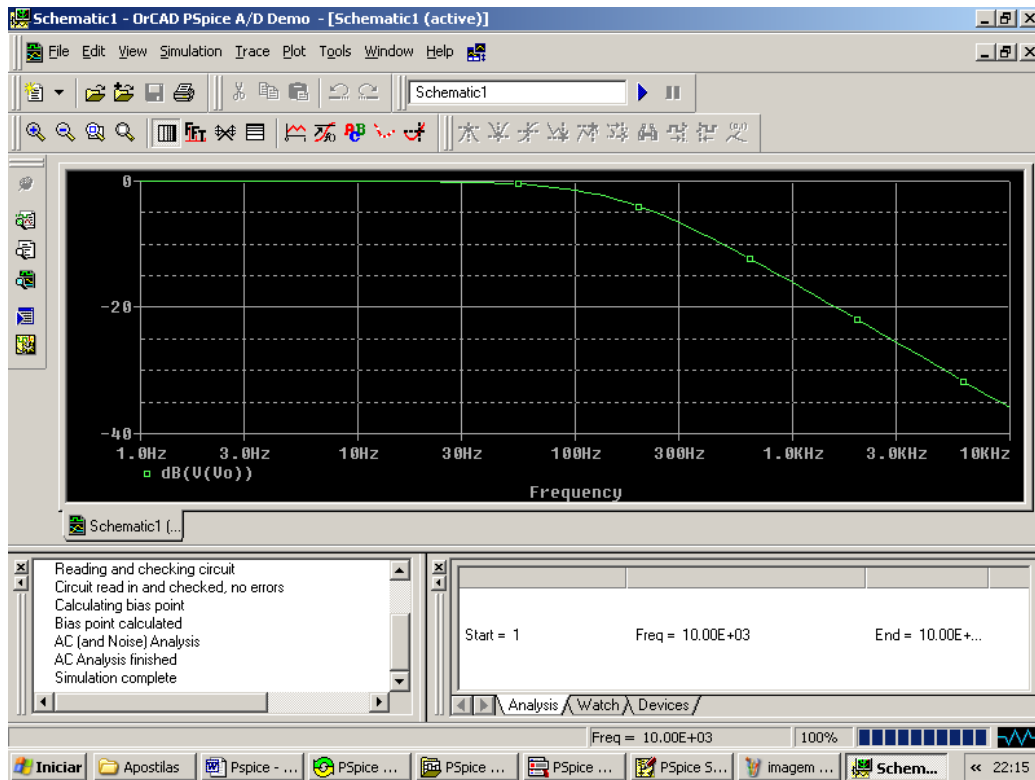 Schematic1 - OrCAD PSpice A/D Demo - [Schematic1 (active)]
File Edit View Simulation Trace Plot Tools Window Help
Schematic1
0
-20
-40
1.0Hz 3.0Hz 10Hz 30Hz 100Hz 300Hz 1.0KHz 3.0KHz 10KHz
dB(V(Vo))
Frequency
Schematic1 (...
Reading and checking circuit
Circuit read in and checked, no errors
Calculating bias point
Bias point calculated
AC (and Noise) Analysis
AC Analysis finished
Simulation complete
Start = 1 Freq = 10.00E+03 End = 10.00E+...
Analysis Watch Devices
Freq = 10.00E+03 100%
Iniciar Apostilas Pspice - ... PSpice ... PSpice ... PSpice ... PSpice S... imagem ... Schem... « 22:15